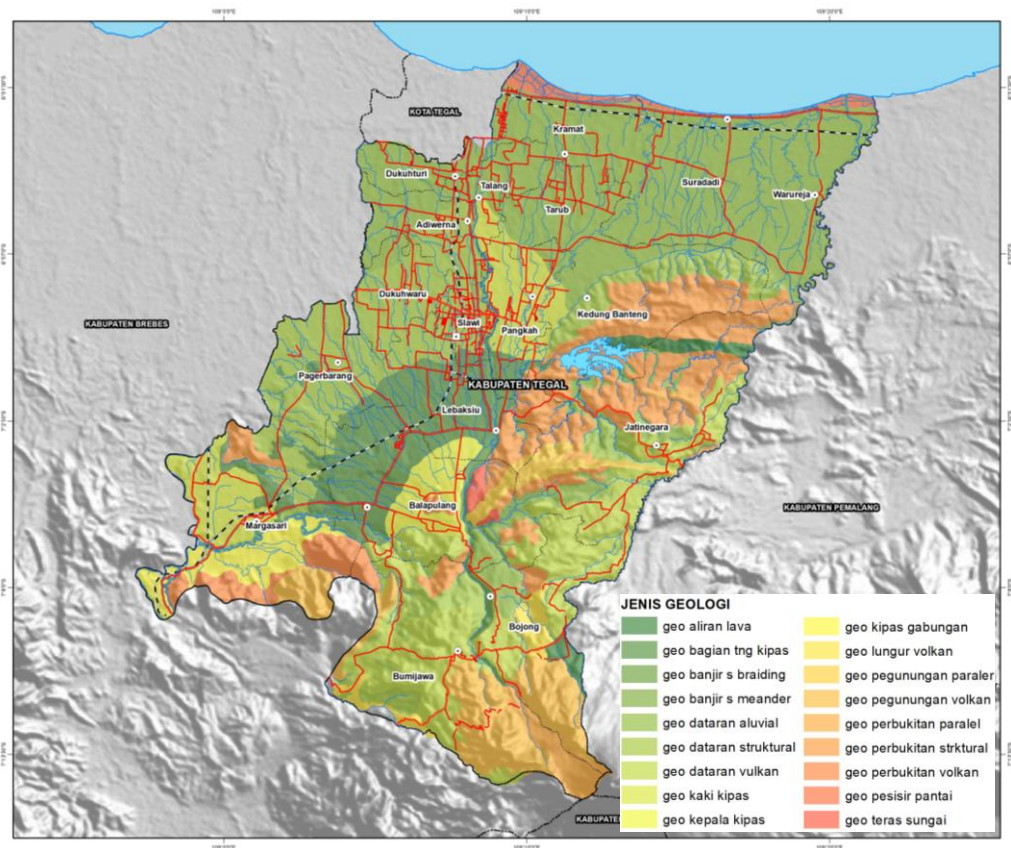 109°10'0"E
KOTA TEGAL
Kramat
Dukuhturi
Talang
Suradadi
Warureja
Tarub
Adiwerna
Dukuhwaru
Kedung Banteng
KABUPATEN BREBES
Slawi
Pangkah
Pagerbarang
KABUPATEN TEGAL
Lebaksiu
Jatinegara
Balapulang
KABUPATEN PEMALANG
Margasari
Bojong
Bumijawa
KABUPATEN
JENIS GEOLOGI
geo aliran lava
geo bagian tng kipas
geo banjir s braiding
geo banjir s meander
geo dataran aluvial
geo dataran struktural
geo dataran vulkan
geo kaki kipas
geo kepala kipas
geo kipas gabungan
geo lungur volkan
geo pegunungan paraler
geo pegunungan volkan
geo perbukitan paralel
geo perbukitan strktural
geo perbukitan volkan
geo pesisir pantai
geo teras sungai